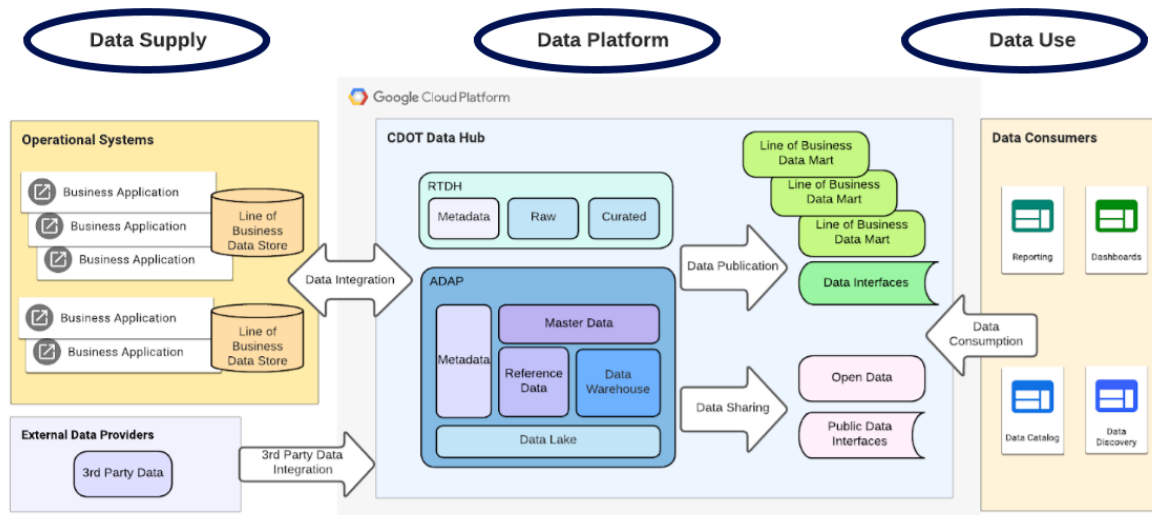 Data Supply
Data Platform
Data Use
Google Cloud Platform
Operational Systems
Business Application
Business Application
Business Application
Line of
Business
Data Store
Business Application
Business Application
Line of
Business
Data Store
External Data Providers
3rd Party Data
Data Integration
3rd Party Data
Integration
CDOT Data Hub
RTDH
Metadata
Raw
Curated
ADAP
Metadata
Master Data
Reference
Data
Data
Warehouse
Data Lake
Data Publication
Data Sharing
Line of Business
Data Mart
Line of Business
Data Mart
Line of Business
Data Mart
Data Interfaces
Open Data
Public Data
Interfaces
Data
Consumption
Data Consumers
Reporting
Dashboards
Data Catalog
Data
Discovery